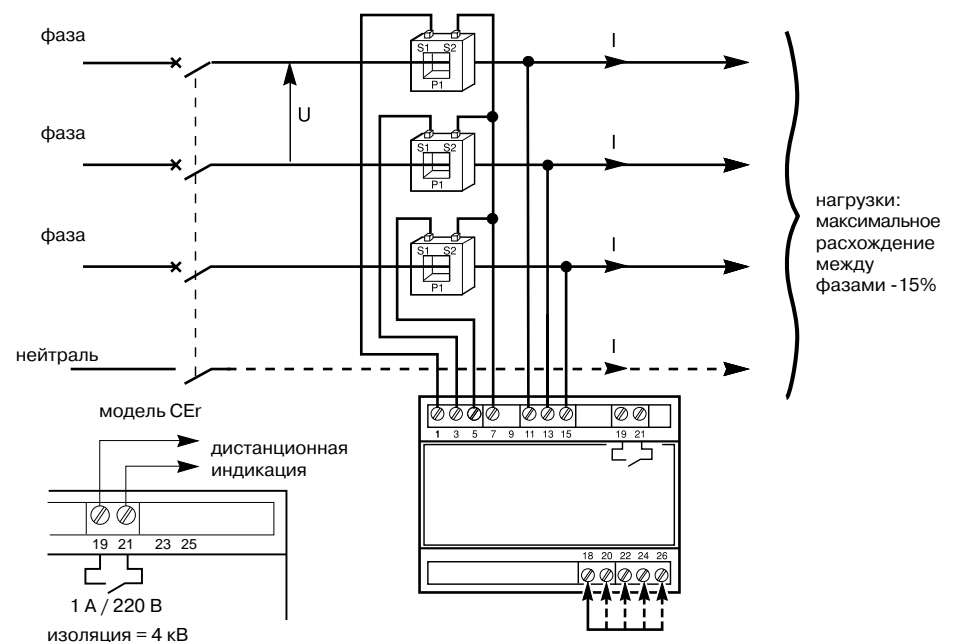 фаза
I
S1 S2
P1
U
фаза
I
S1 S2
P1
фаза
I
S1 S2
P1
нагрузки:
максимальное
расхождение
между
фазами -15%
нейтраль
I
модель CEr
дистанционная
индикация
1 3 5 7 9 11 13 15 19 21
19 21 23 25
1 А / 220 В
изоляция = 4 кВ
18 20 22 24 26